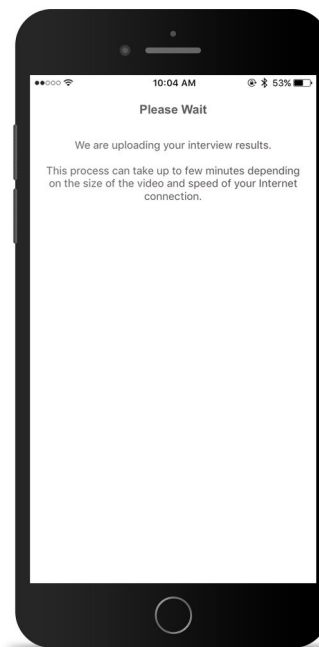 10:04 AM 53%
Please Wait
We are uploading your interview results.
This process can take up to few minutes depending
on the size of the video and speed of your Internet
connection.